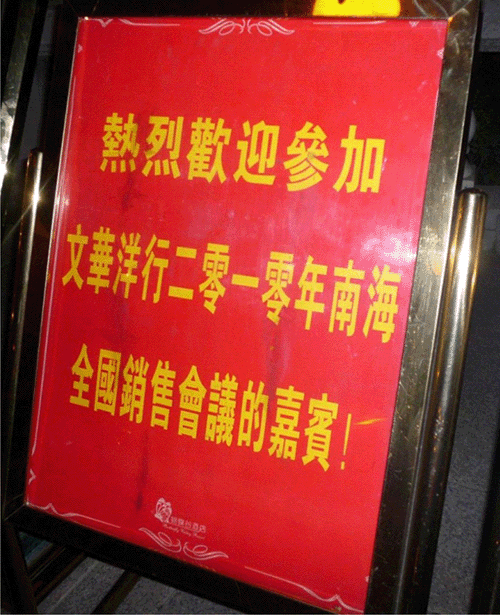 熱烈歡迎參加
文華洋行二零一零年南海
全國銷售會議的嘉賓!